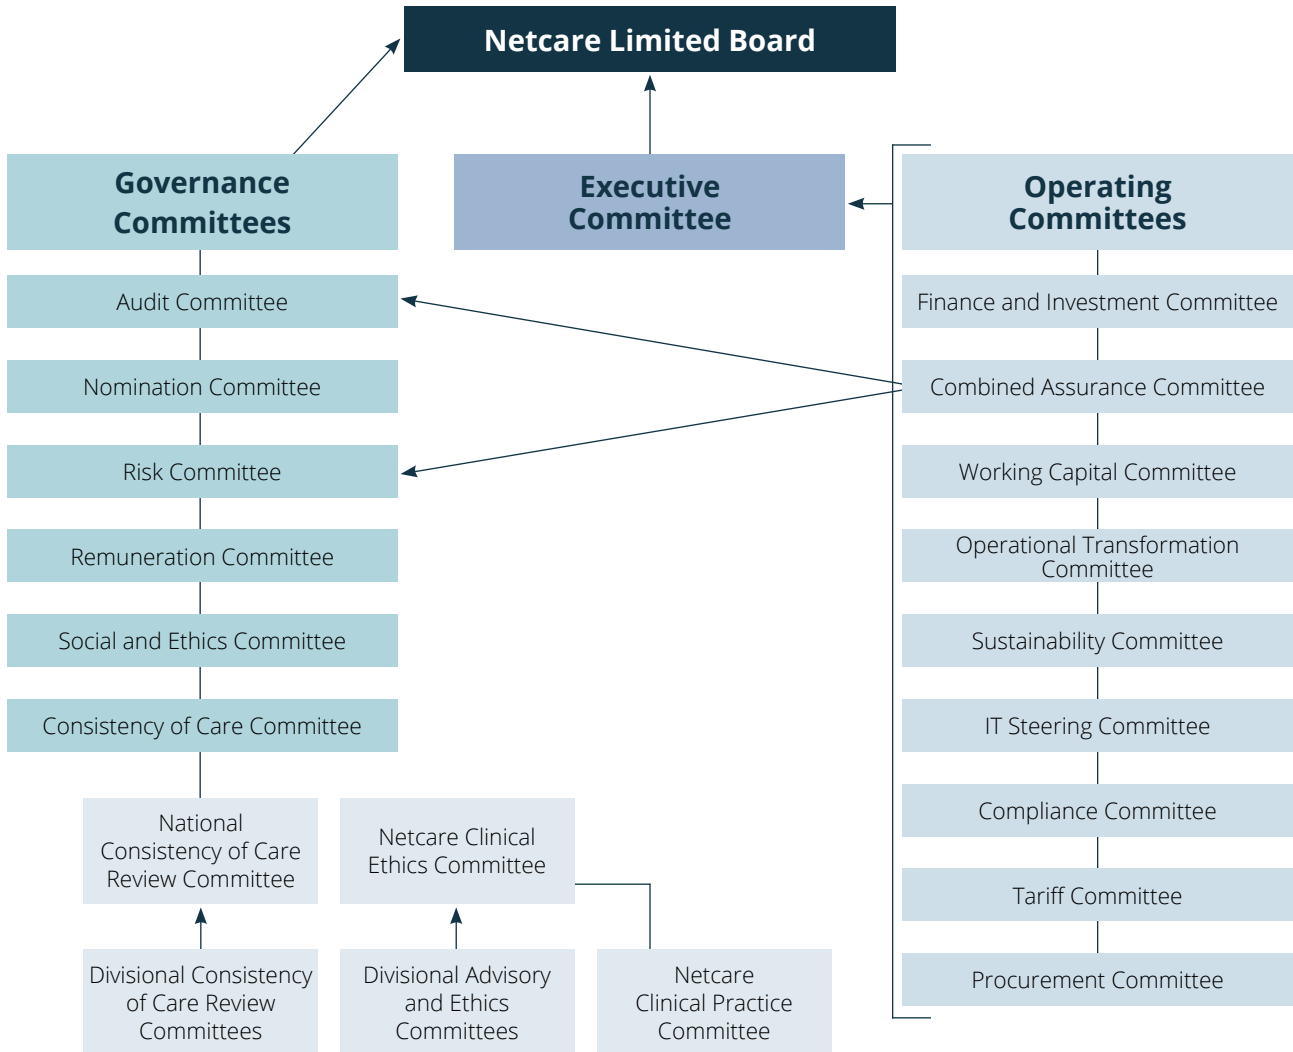 Netcare Limited Board
Governance
Committees
Audit Committee
Nomination Committee
Risk Committee
Remuneration Committee
Social and Ethics Committee
Consistency of Care Committee
National
Consistency of Care
Review Committee
Netcare Clinical
Ethics Committee
Divisional Consistency
of Care Review
Committees
Divisional Advisory
and Ethics
Committees
Netcare
Clinical Practice
Committee
Executive
Committee
Operating
Committees
Finance and Investment Committee
Combined Assurance Committee
Working Capital Committee
Operational Transformation
Committee
Sustainability Committee
IT Steering Committee
Compliance Committee
Tariff Committee
Procurement Committee